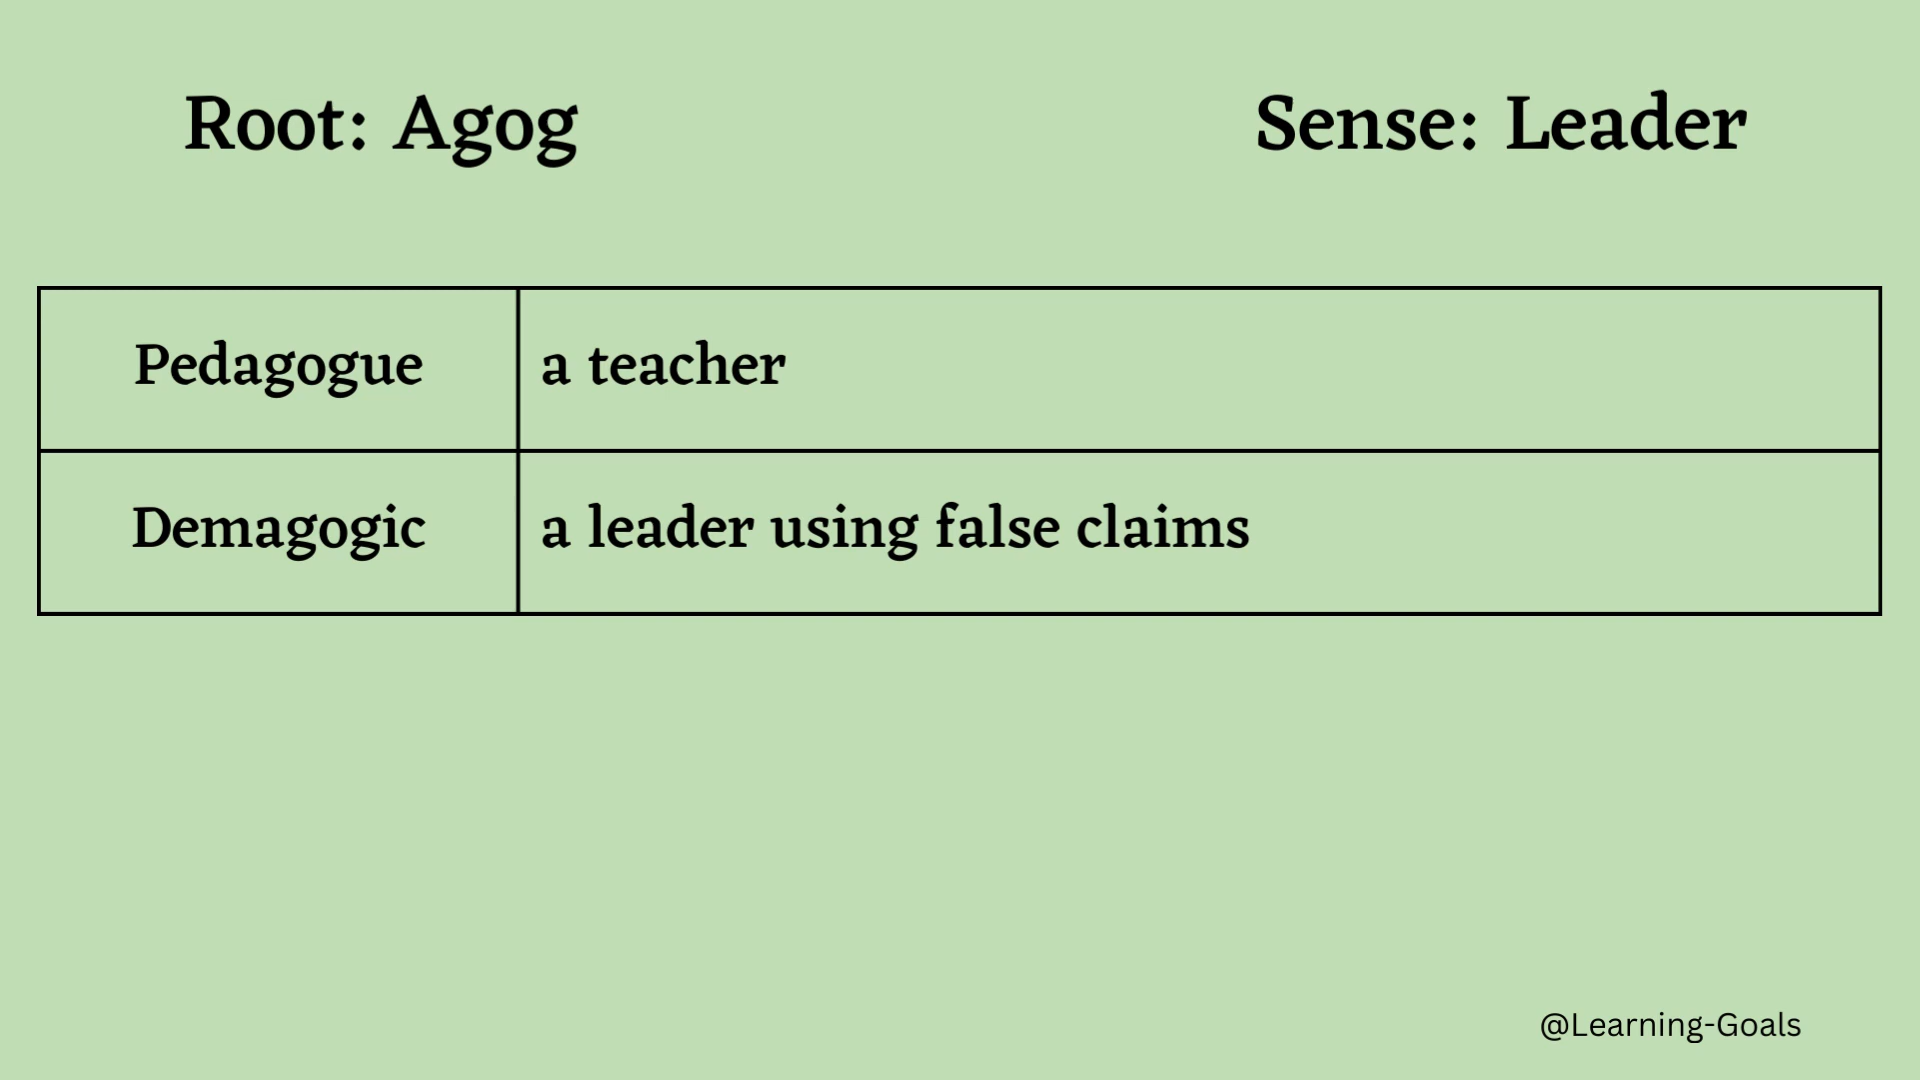 Root: Agog
Sense: Leader
Pedagogue
a teacher
Demagogic
a leader using false claims
@Learning-Goals